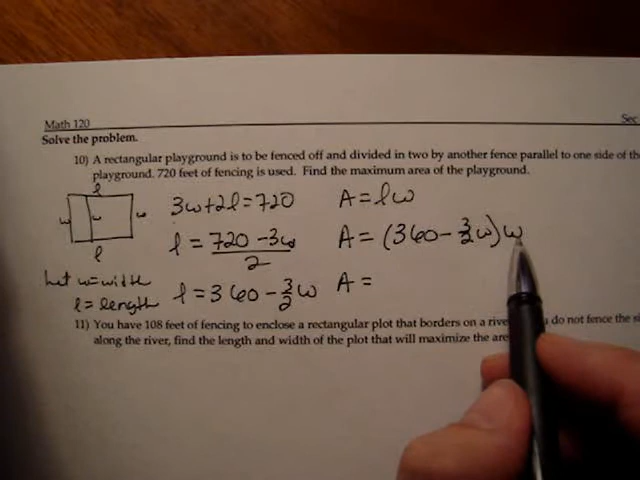 Math 120
Sec
Solve the problem.
10) A rectangular playground is to be fenced off and divided in two by another fence parallel to one side of the
playground. 720 feet of fencing is used. Find the maximum area of the playground.
l
w w w
l
3w+2l=720
A=lw
l = 720-3w/2
A=(360-3/2w)w
let w=width
l=length
l=360-3/2w
A=
11) You have 108 feet of fencing to enclose a rectangular plot that borders on a rive do not fence the si
along the river, find the length and width of the plot that will maximize the are